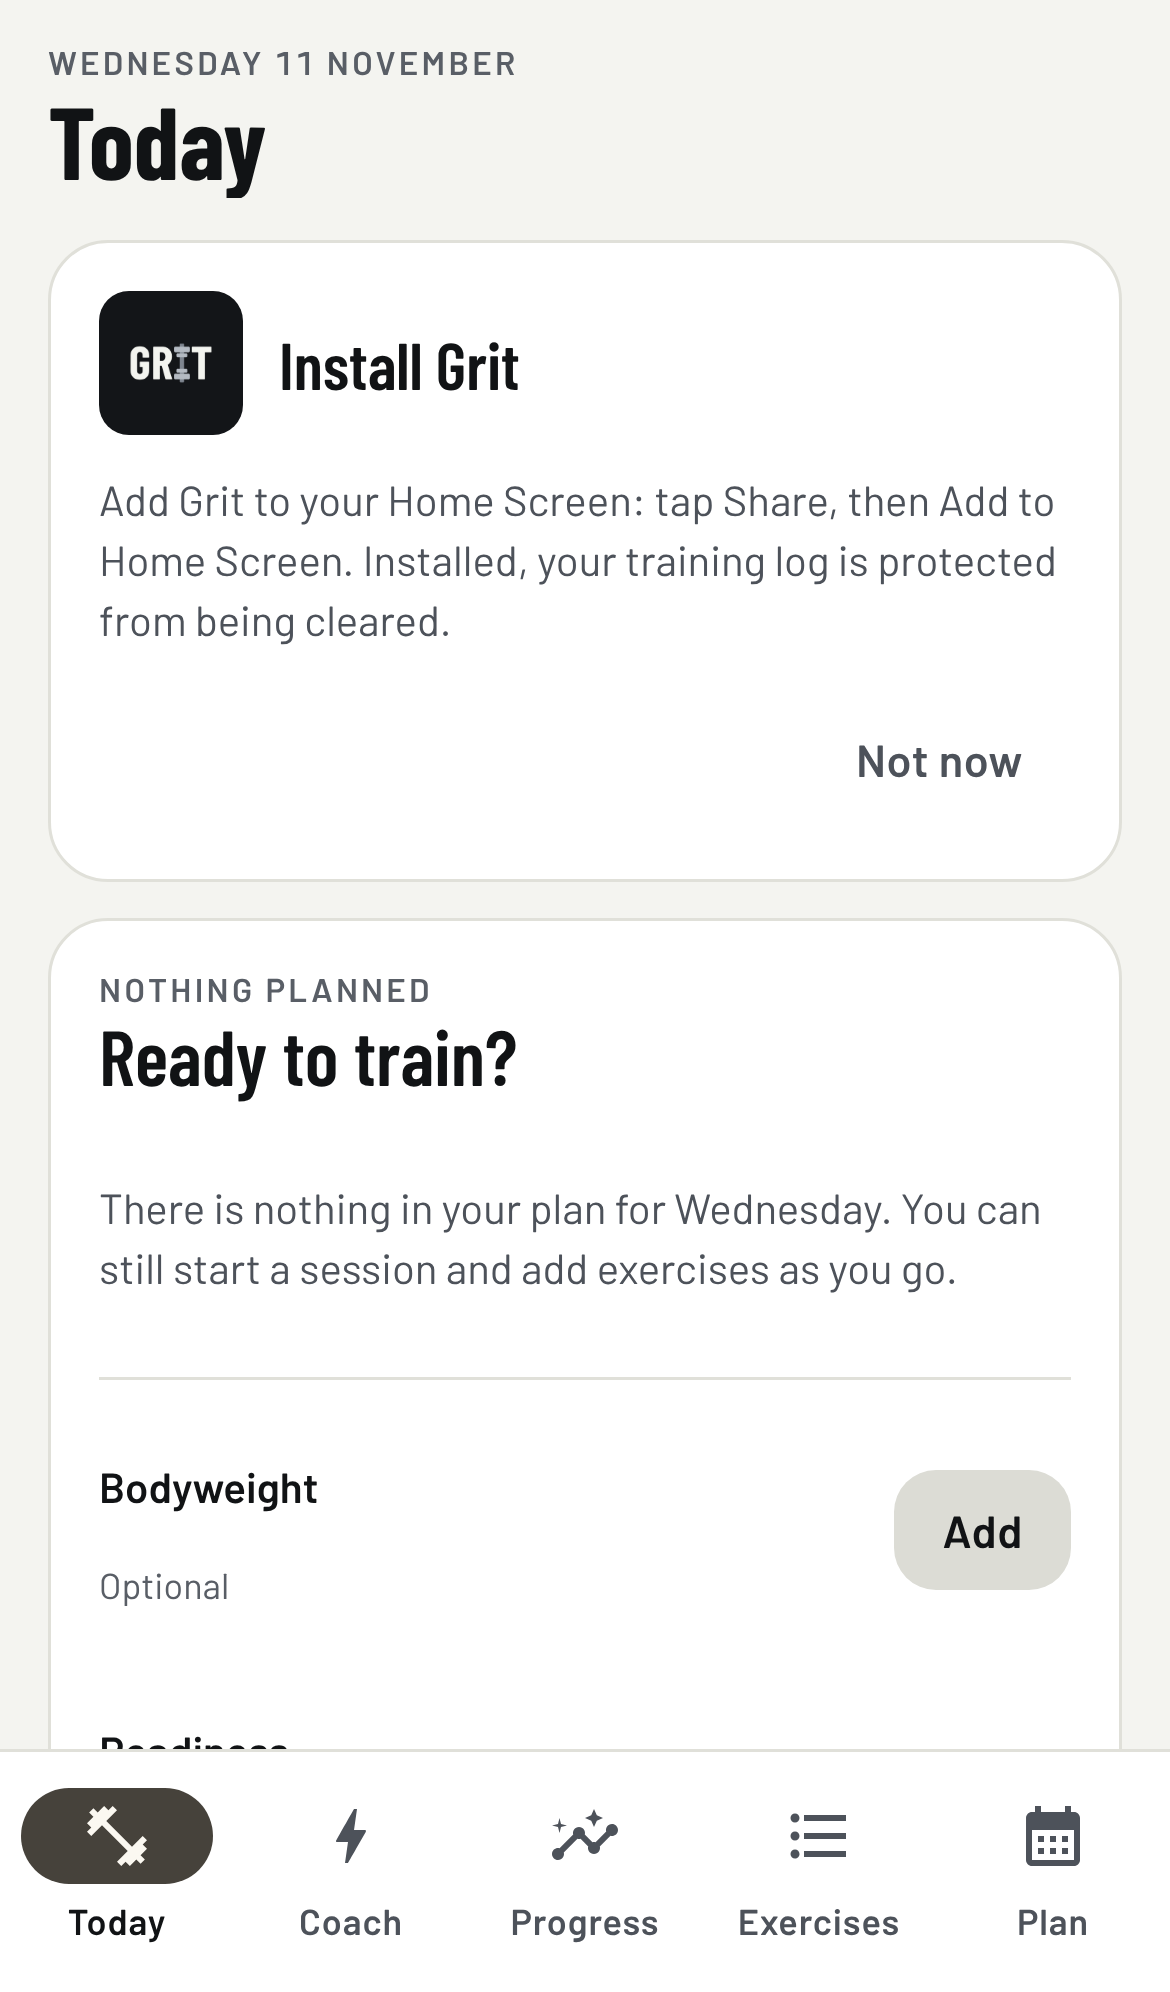 WEDNESDAY 11 NOVEMBER
Today
GRIT
Install Grit
Add Grit to your Home Screen: tap Share, then Add to
Home Screen. Installed, your training log is protected
from being cleared.
Not now
NOTHING PLANNED
Ready to train?
There is nothing in your plan for Wednesday. You can
still start a session and add exercises as you go.
Bodyweight
Add
Optional
Readiness
Today
Coach
Progress
Exercises
Plan